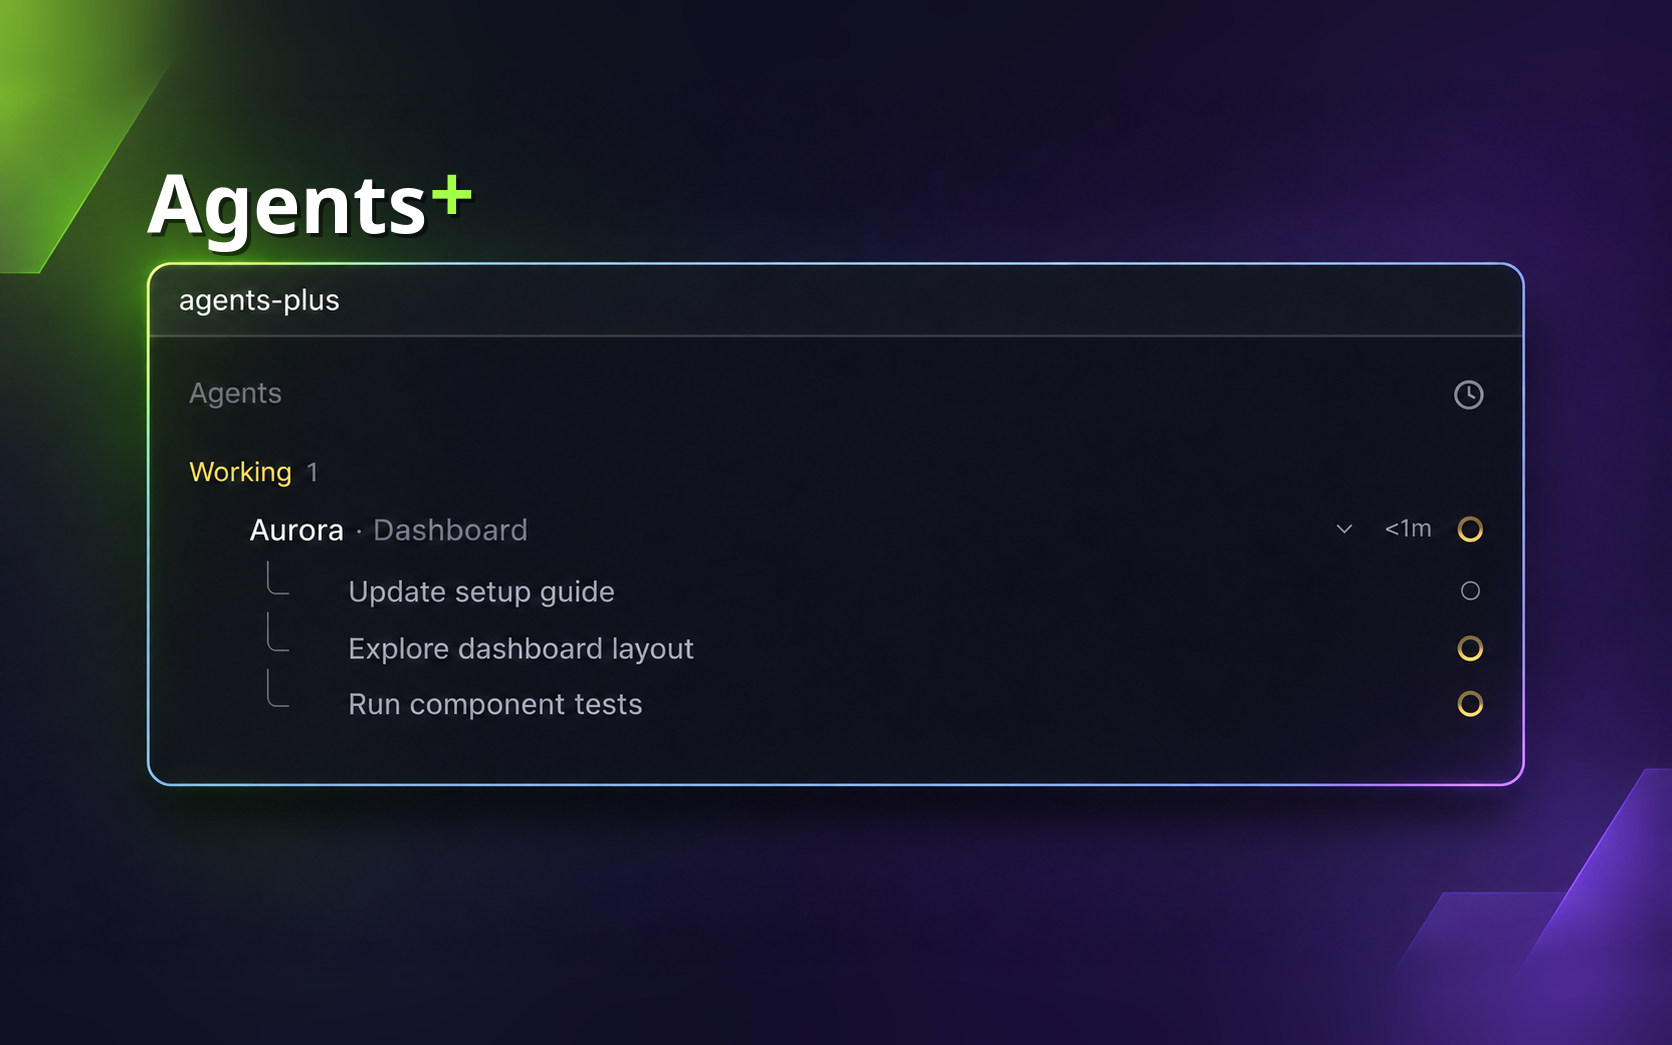 Agents+
agents-plus
Agents
Working 1
Aurora · Dashboard <1m
Update setup guide
Explore dashboard layout
Run component tests